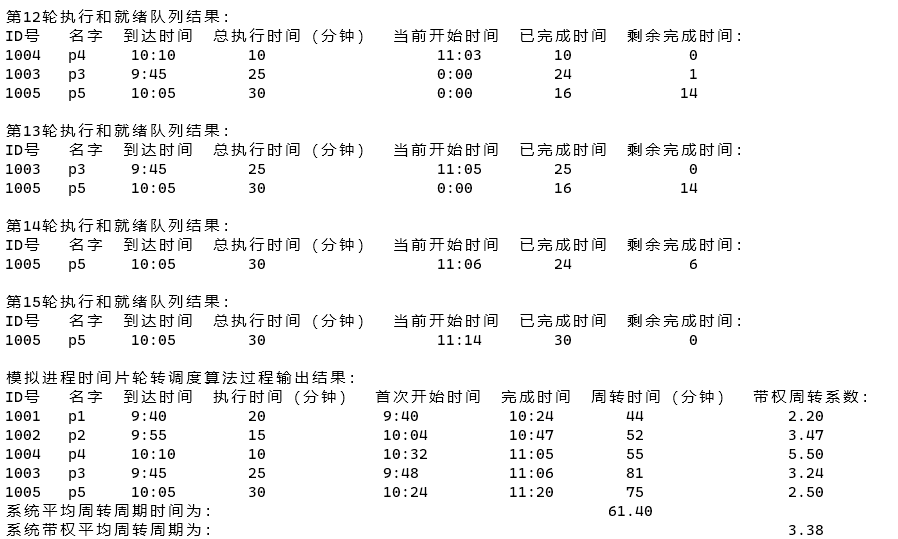 第12轮执行和就绪队列结果:
ID号 名字 到达时间 总执行时间（分钟） 当前开始时间 已完成时间 剩余完成时间:
1004 p4 10:10 10 11:03 10 0
1003 p3 9:45 25 0:00 24 1
1005 p5 10:05 30 0:00 16 14
第13轮执行和就绪队列结果:
ID号 名字 到达时间 总执行时间（分钟） 当前开始时间 已完成时间 剩余完成时间:
1003 p3 9:45 25 11:05 25 0
1005 p5 10:05 30 0:00 16 14
第14轮执行和就绪队列结果:
ID号 名字 到达时间 总执行时间（分钟） 当前开始时间 已完成时间 剩余完成时间:
1005 p5 10:05 30 11:06 24 6
第15轮执行和就绪队列结果:
ID号 名字 到达时间 总执行时间（分钟） 当前开始时间 已完成时间 剩余完成时间:
1005 p5 10:05 30 11:14 30 0
模拟进程时间片轮转调度算法过程输出结果:
ID号 名字 到达时间 执行时间（分钟） 首次开始时间 完成时间 周转时间（分钟） 带权周转系数:
1001 p1 9:40 20 9:40 10:24 44 2.20
1002 p2 9:55 15 10:04 10:47 52 3.47
1004 p4 10:10 10 10:32 11:05 55 5.50
1003 p3 9:45 25 9:48 11:06 81 3.24
1005 p5 10:05 30 10:24 11:20 75 2.50
系统平均周转周期时间为: 61.40
系统带权平均周转周期为: 3.38